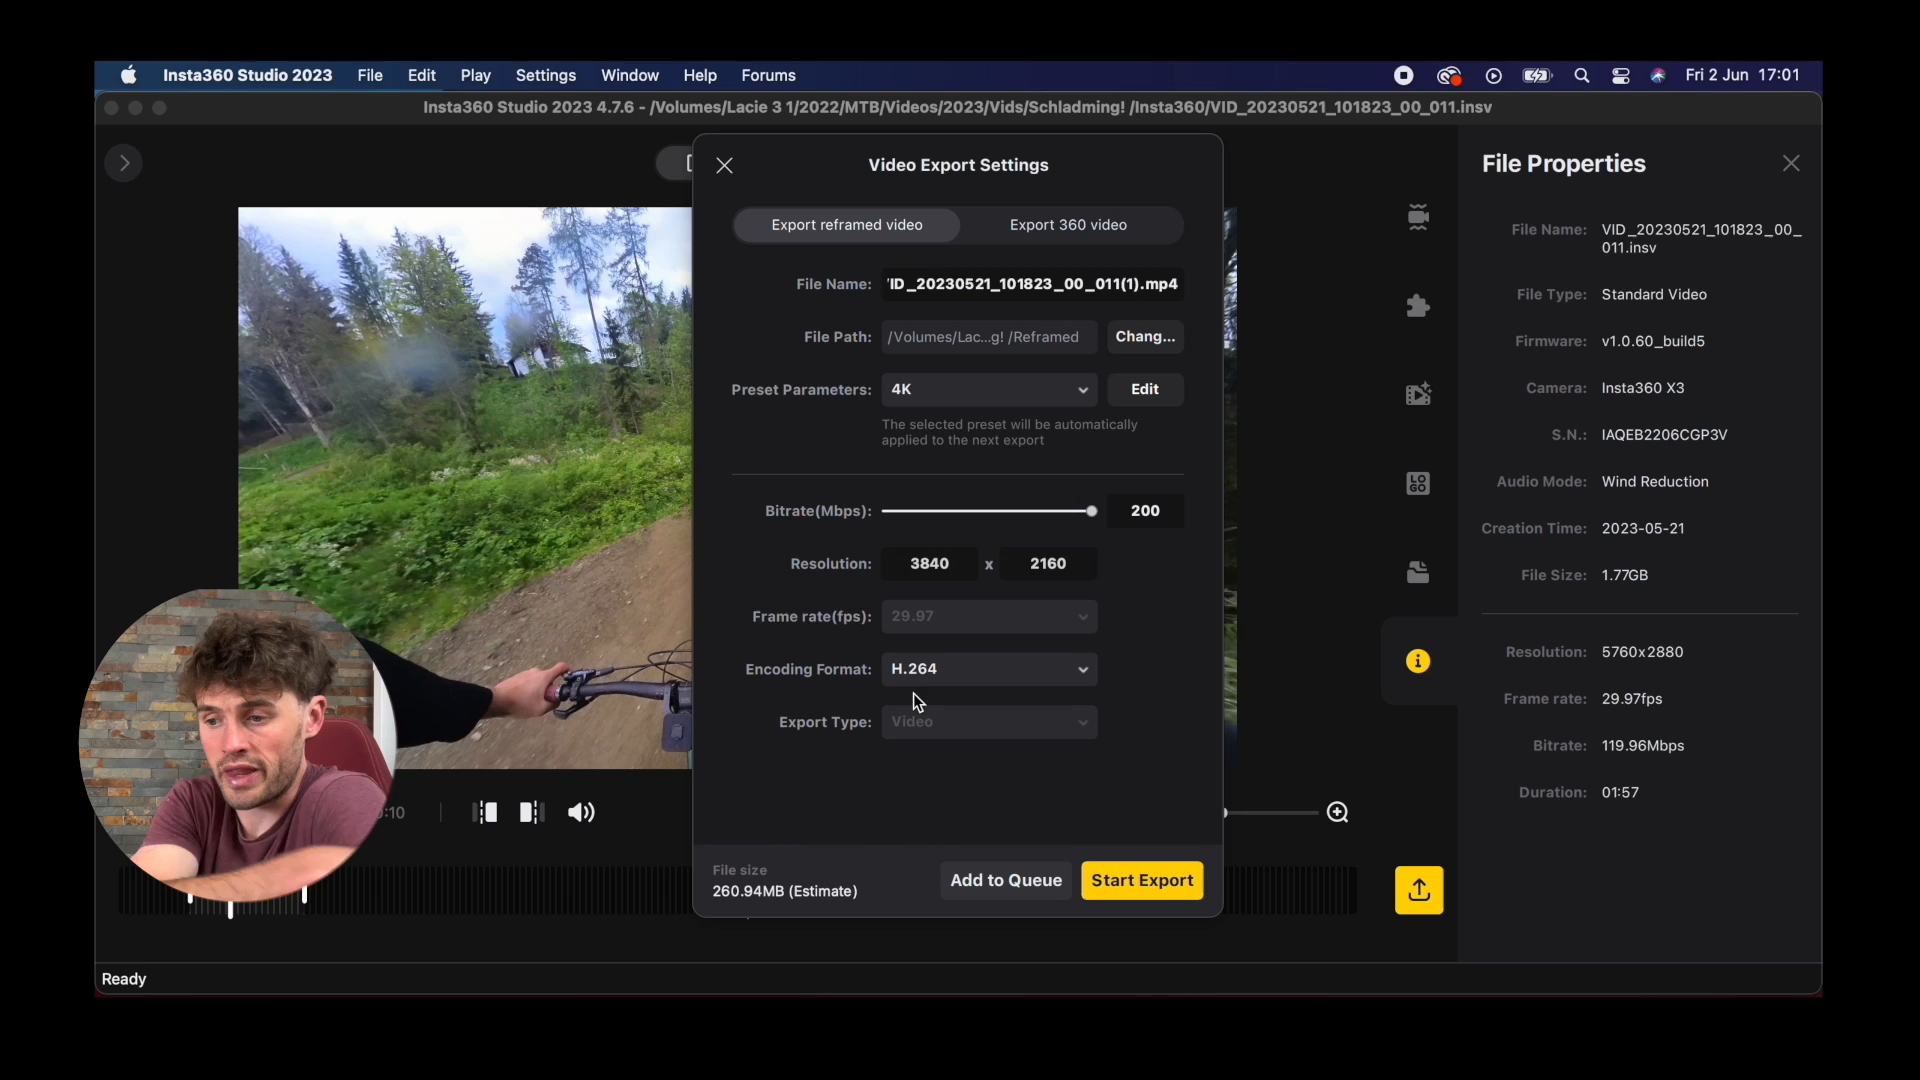 Insta360 Studio 2023 File Edit Play Settings Window Help Forums Fri 2 Jun 17:01
Insta360 Studio 2023 4.7.6 - /Volumes/Lacie 3 1/2022/MTB/Videos/2023/Vids/Schladming! /Insta360/VID_20230521_101823_00_011.insv
Video Export Settings
Export reframed video Export 360 video
File Name: 'ID_20230521_101823_00_011(1).mp4
File Path: /Volumes/Lac...g! /Reframed Chang...
Preset Parameters: 4K Edit
The selected preset will be automatically
applied to the next export
Bitrate(Mbps): 200
Resolution: 3840 x 2160
Frame rate(fps): 29.97
Encoding Format: H.264
Export Type: Video
File size
260.94MB (Estimate)
Add to Queue Start Export
LO
GO
File Properties
File Name: VID_20230521_101823_00_
011.insv
File Type: Standard Video
Firmware: v1.0.60_build5
Camera: Insta360 X3
S.N.: IAQEB2206CGP3V
Audio Mode: Wind Reduction
Creation Time: 2023-05-21
File Size: 1.77GB
Resolution: 5760x2880
Frame rate: 29.97fps
Bitrate: 119.96Mbps
Duration: 01:57
:10
Ready